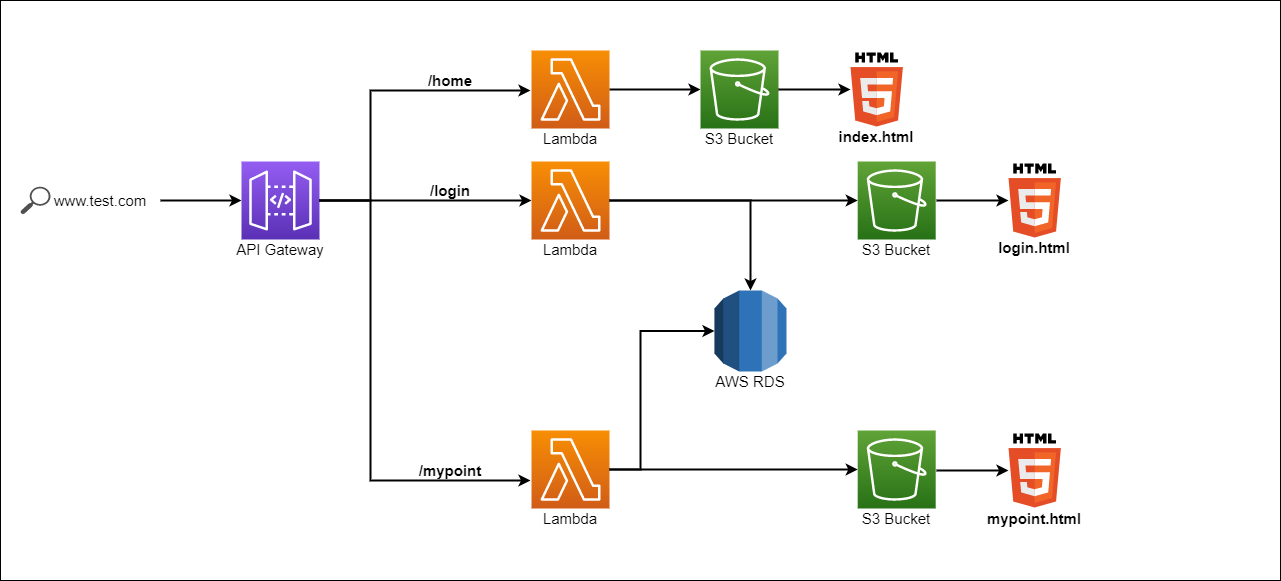 /home
Lambda
S3 Bucket
HTML
5
index.html
www.test.com
</>
API Gateway
/login
Lambda
S3 Bucket
HTML
5
login.html
AWS RDS
/mypoint
Lambda
S3 Bucket
HTML
5
mypoint.html